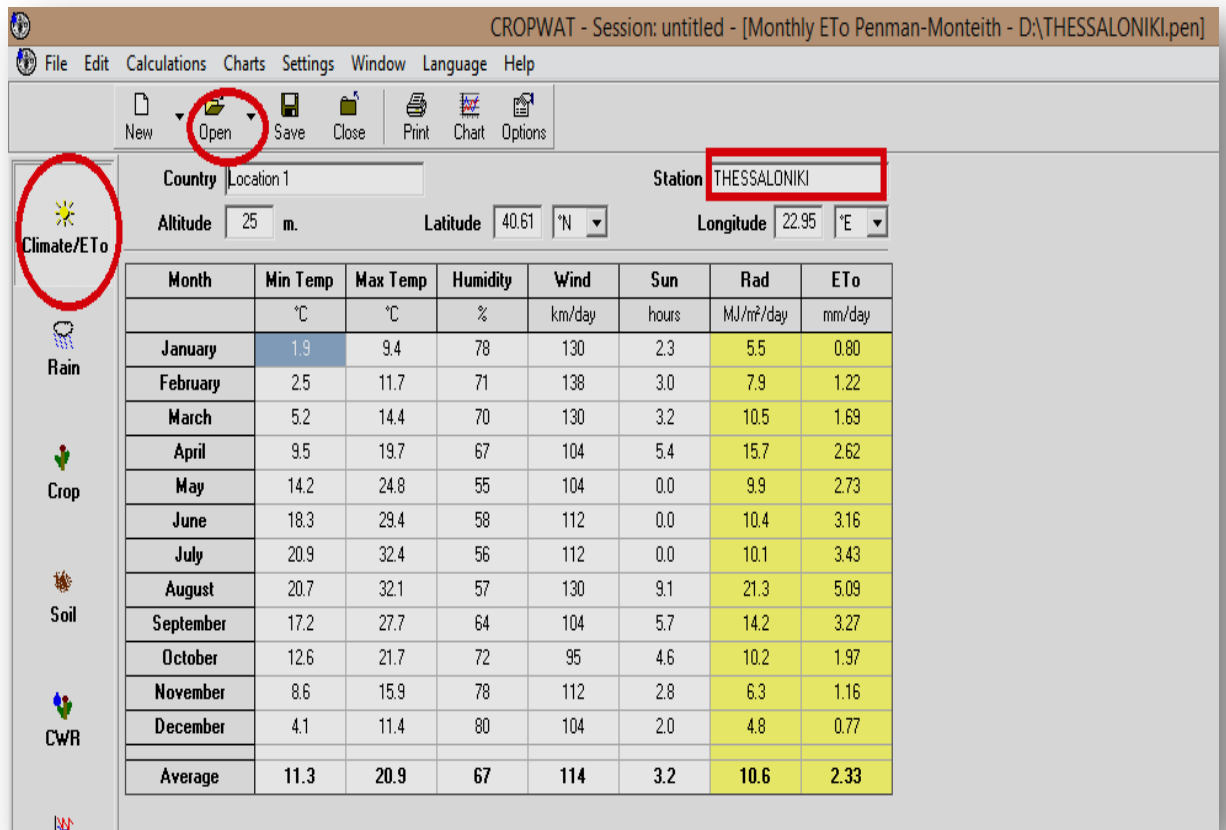 CROPWAT - Session: untitled - [Monthly ETo Penman-Monteith - D:\THESSALONIKI.pen]
File Edit Calculations Charts Settings Window Language Help
New Open Save Close Print Chart Options
Country Location 1 Station THESSALONIKI
Altitude 25 m. Latitude 40.61 °N Longitude 22.95 °E
Climate/ETo
Rain
Crop
Soil
CWR
Month Min Temp Max Temp Humidity Wind Sun Rad ETo
°C °C % km/day hours MJ/m²/day mm/day
January 1.9 9.4 78 130 2.3 5.5 0.80
February 2.5 11.7 71 138 3.0 7.9 1.22
March 5.2 14.4 70 130 3.2 10.5 1.69
April 9.5 19.7 67 104 5.4 15.7 2.62
May 14.2 24.8 55 104 0.0 9.9 2.73
June 18.3 29.4 58 112 0.0 10.4 3.16
July 20.9 32.4 56 112 0.0 10.1 3.43
August 20.7 32.1 57 130 9.1 21.3 5.09
September 17.2 27.7 64 104 5.7 14.2 3.27
October 12.6 21.7 72 95 4.6 10.2 1.97
November 8.6 15.9 78 112 2.8 6.3 1.16
December 4.1 11.4 80 104 2.0 4.8 0.77
Average 11.3 20.9 67 114 3.2 10.6 2.33